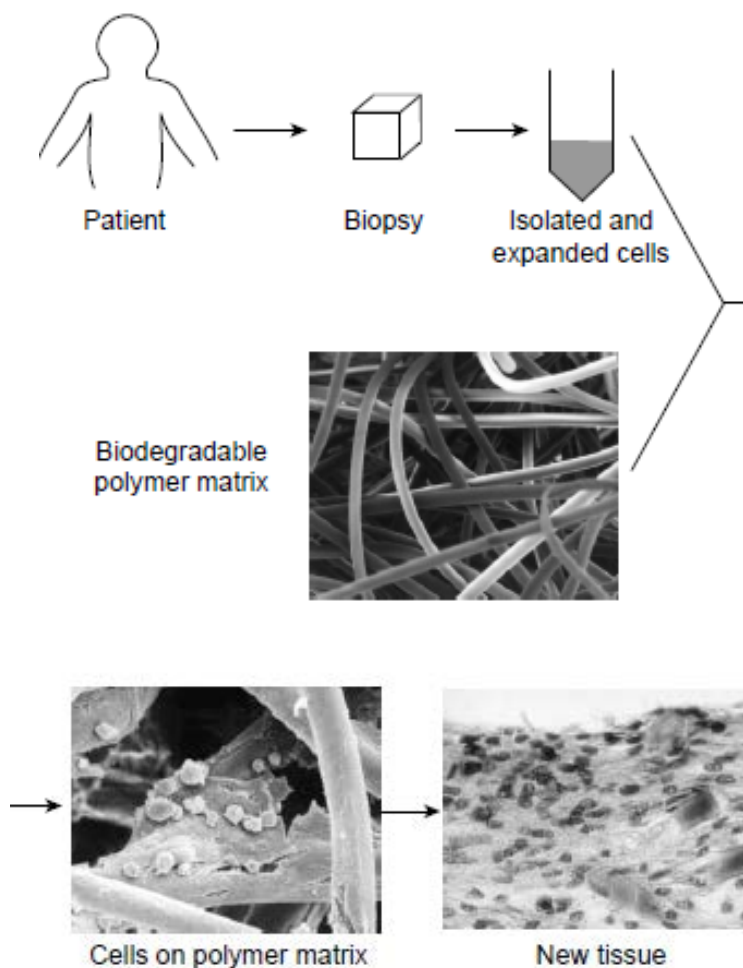 Patient
Biopsy
Isolated and
expanded cells
Biodegradable
polymer matrix
Cells on polymer matrix
New tissue